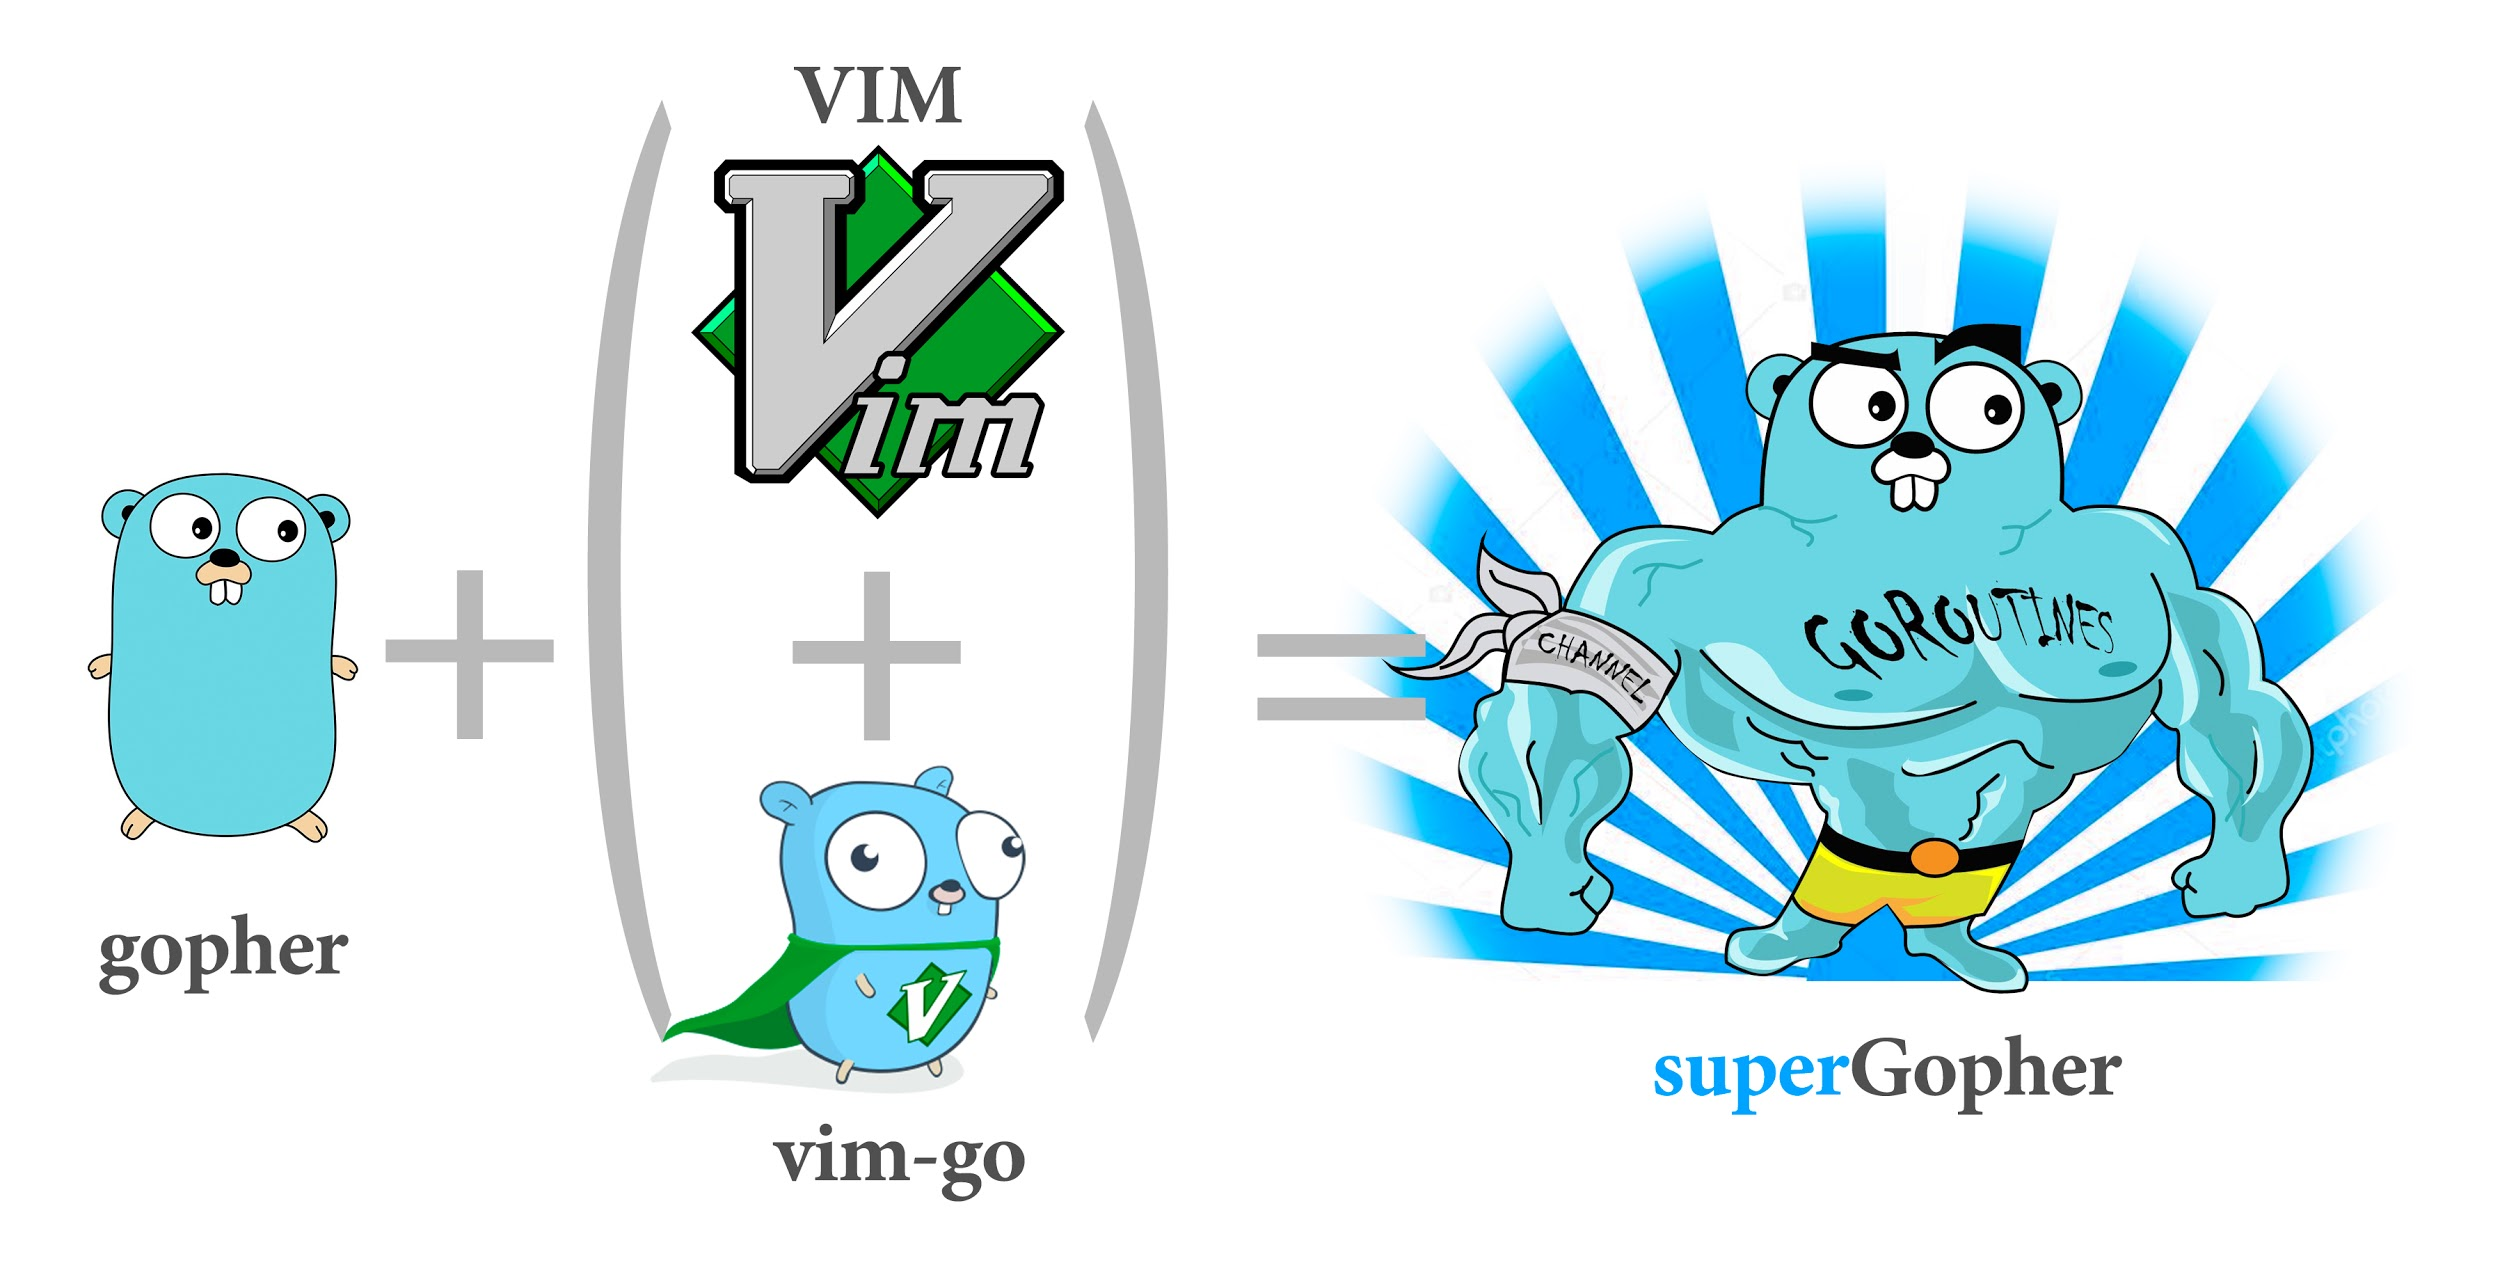 VIM
Vim
gopher
V
vim-go
CHANNEL
GOROUTINES
superGopher